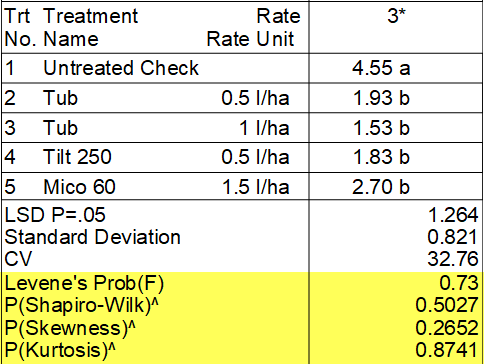 Trt Treatment Rate 3*
No. Name Rate Unit
1 Untreated Check 4.55 a
2 Tub 0.5 l/ha 1.93 b
3 Tub 1 l/ha 1.53 b
4 Tilt 250 0.5 l/ha 1.83 b
5 Mico 60 1.5 l/ha 2.70 b
LSD P=.05 1.264
Standard Deviation 0.821
CV 32.76
Levene's Prob(F) 0.73
P(Shapiro-Wilk)^ 0.5027
P(Skewness)^ 0.2652
P(Kurtosis)^ 0.8741